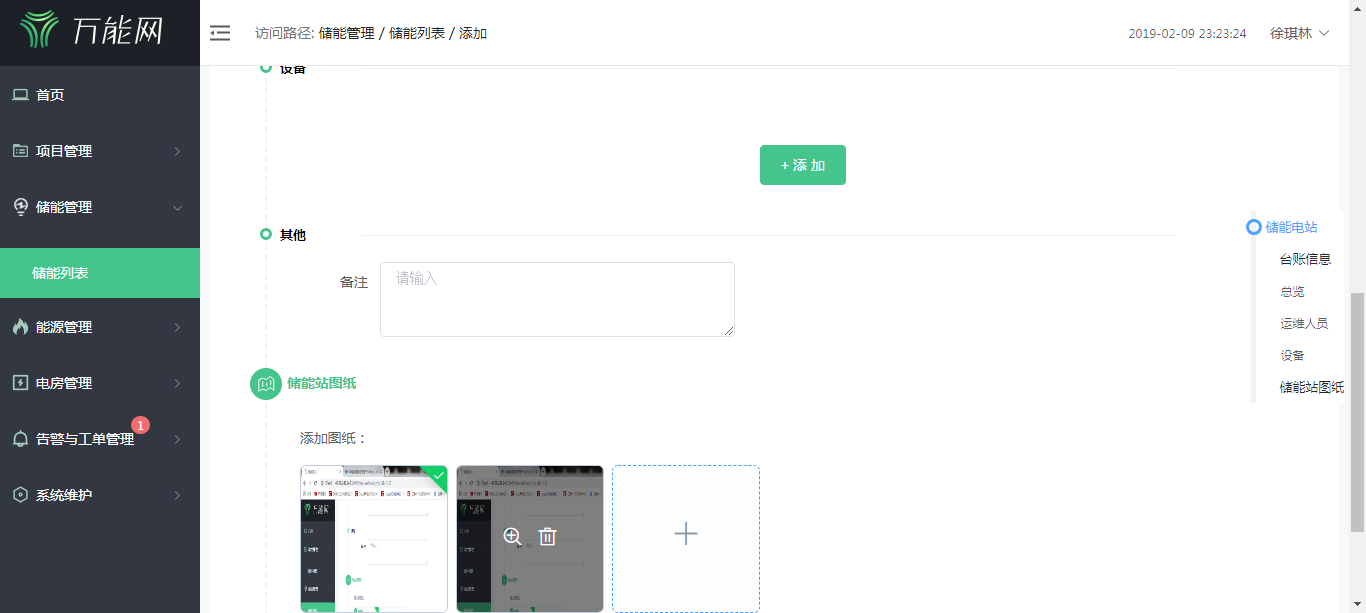 万能网
访问路径: 储能管理 / 储能列表 / 添加
2019-02-09 23:23:24
徐琪林
首页
项目管理
储能管理
储能列表
能源管理
电房管理
告警与工单管理
1
系统维护
设备
+ 添 加
其他
备注
请输入
储能站图纸
添加图纸：
储能电站
台账信息
总览
运维人员
设备
储能站图纸